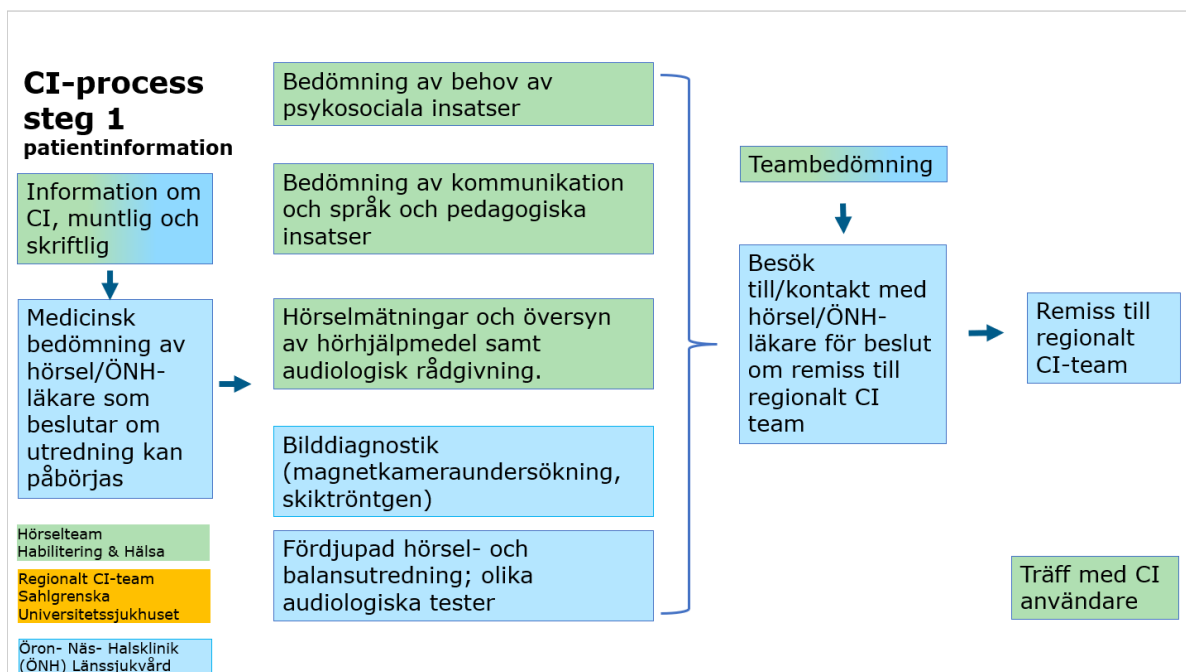 CI-process
steg 1
patientinformation
Information om
CI, muntlig och
skriftlig
Medicinsk
bedömning av
hörsel/ÖNH-
läkare som
beslutar om
utredning kan
påbörjas
Hörselteam
Habilitering & Hälsa
Regionalt CI-team
Sahlgrenska
Universitetssjukhuset
Öron- Näs- Halsklinik
(ÖNH) Länssjukvård
Bedömning av behov av
psykosociala insatser
Bedömning av kommunikation
och språk och pedagogiska
insatser
Hörselmätningar och översyn
av hörhjälpmedel samt
audiologisk rådgivning.
Bilddiagnostik
(magnetkameraundersökning,
skiktröntgen)
Fördjupad hörsel- och
balansutredning; olika
audiologiska tester
Teambedömning
Besök
till/kontakt med
hörsel/ÖNH-
läkare för beslut
om remiss till
regionalt CI
team
Remiss till
regionalt
CI-team
Träff med CI
användare